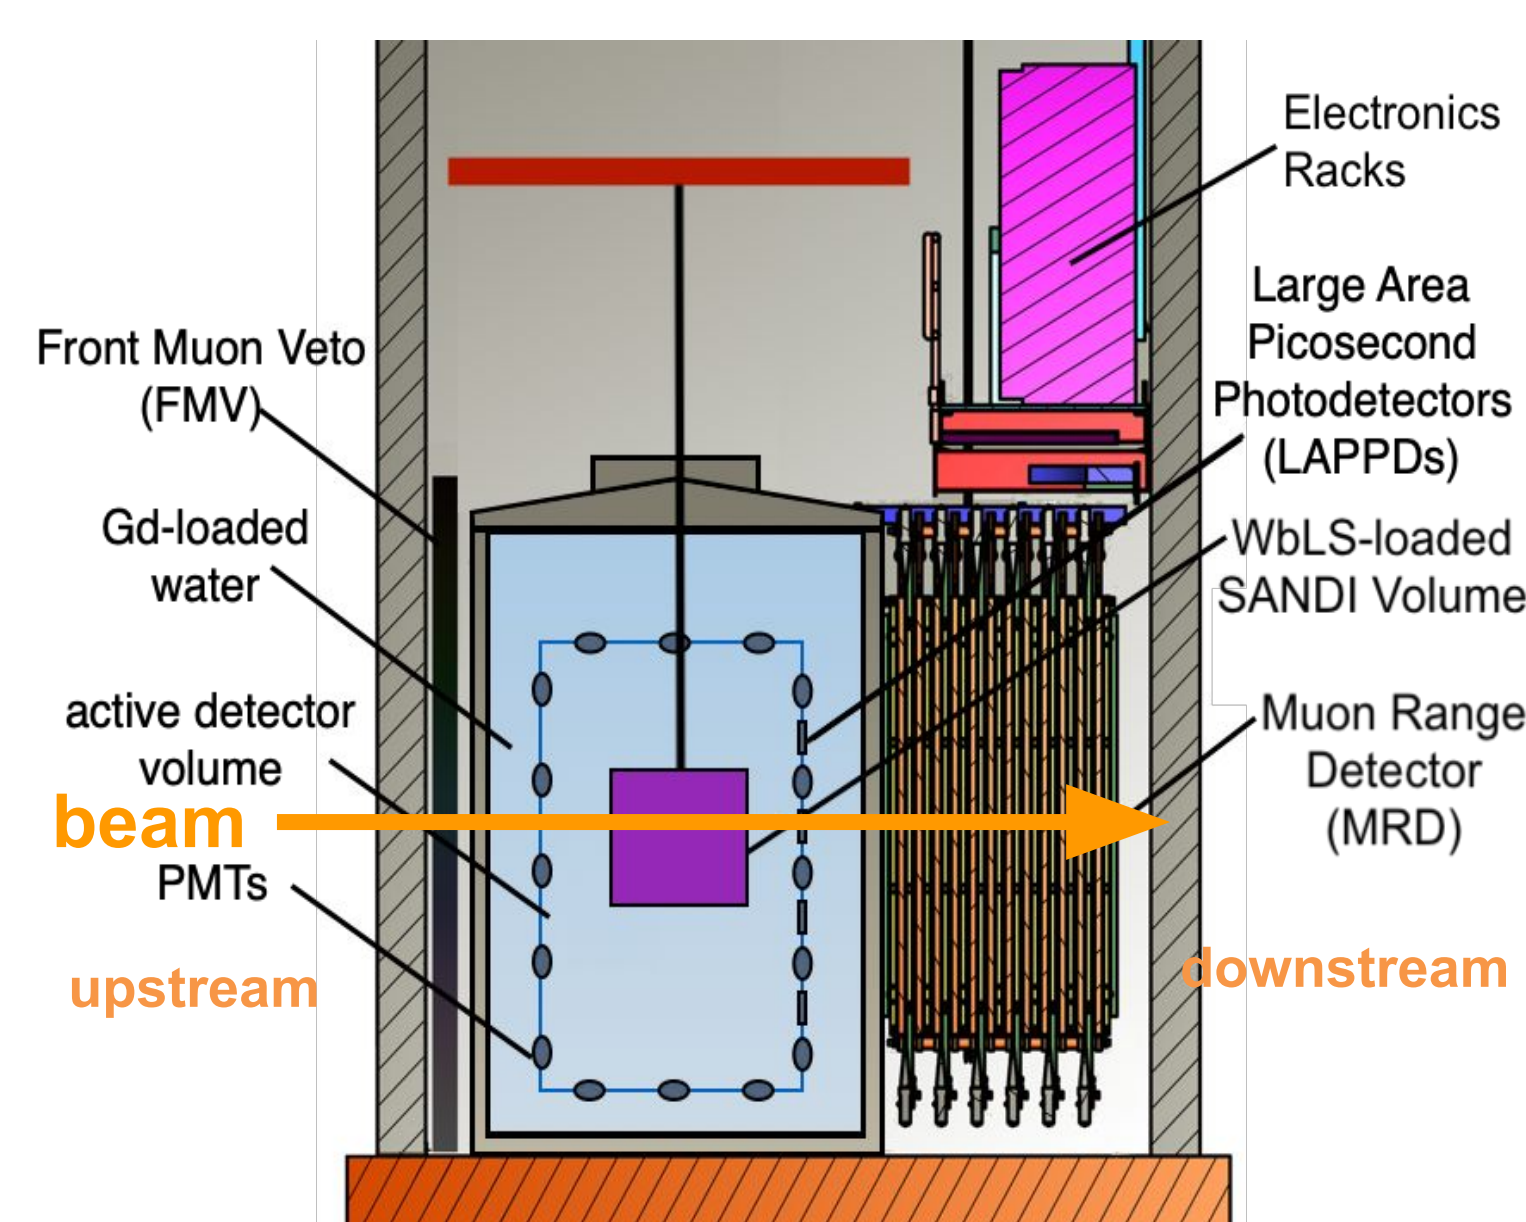 Electronics
Racks
Large Area
Picosecond
Photodetectors
(LAPPDs)
Front Muon Veto
(FMV)
Gd-loaded
water
WbLS-loaded
SANDI Volume
active detector
volume
Muon Range
Detector
(MRD)
beam
PMTs
upstream
downstream